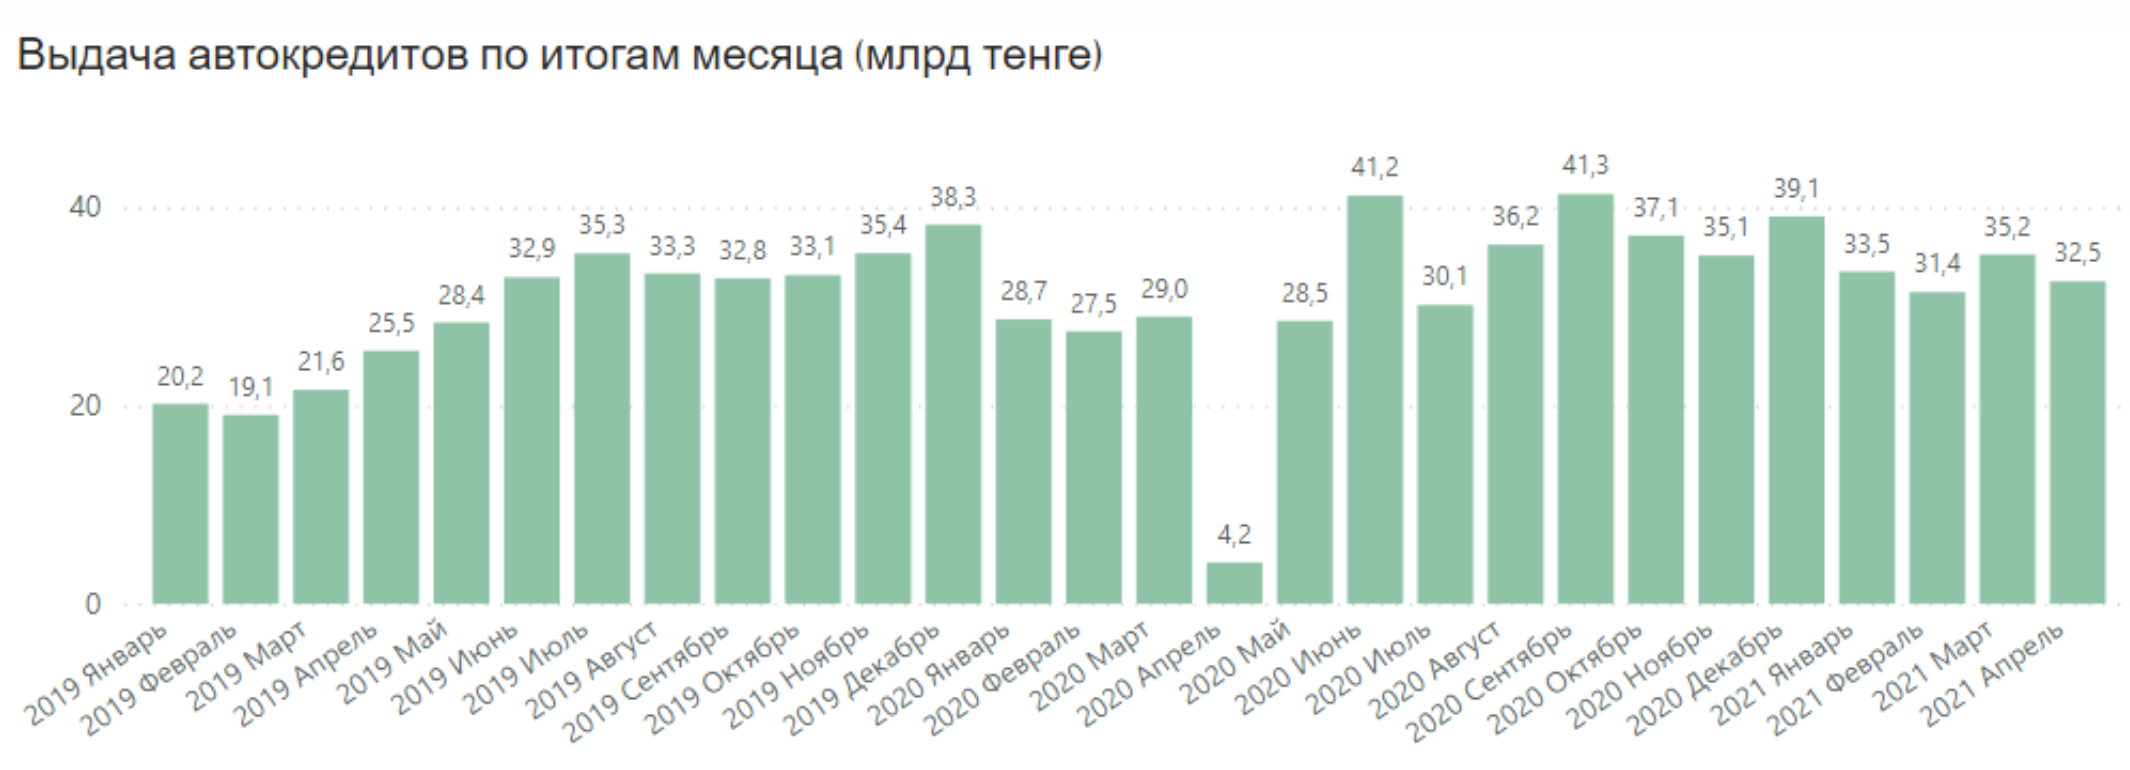 Выдача автокредитов по итогам месяца (млрд тенге)
40
20
0
20,2
19,1
21,6
25,5
28,4
32,9
35,3
33,3
32,8
33,1
35,4
38,3
28,7
27,5
29,0
4,2
28,5
41,2
30,1
36,2
41,3
37,1
35,1
39,1
33,5
31,4
35,2
32,5
2019 Январь
2019 Февраль
2019 Март
2019 Апрель
2019 Май
2019 Июнь
2019 Июль
2019 Август
2019 Сентябрь
2019 Октябрь
2019 Ноябрь
2019 Декабрь
2020 Январь
2020 Февраль
2020 Март
2020 Апрель
2020 Май
2020 Июнь
2020 Июль
2020 Август
2020 Сентябрь
2020 Октябрь
2020 Ноябрь
2020 Декабрь
2021 Январь
2021 Февраль
2021 Март
2021 Апрель